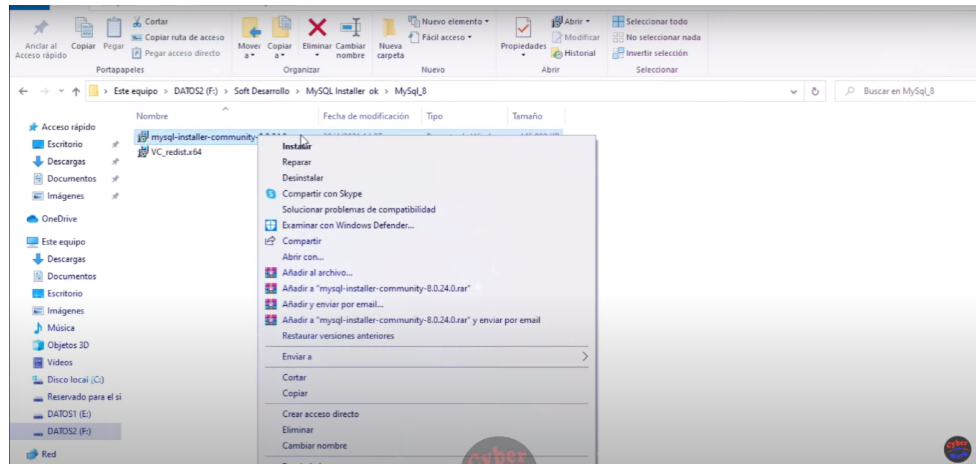 Cortar
Copiar ruta de acceso
Pegar acceso directo
Anclar al Acceso rápido
Copiar
Pegar
Portapapeles
Mover a
Copiar a
Eliminar
Cambiar nombre
Organizar
Nueva carpeta
Nuevo elemento
Fácil acceso
Nuevo
Propiedades
Abrir
Modificar
Historial
Abrir
Seleccionar todo
No seleccionar nada
Invertir selección
Seleccionar
Este equipo > DATOS2 (F:) > Soft Desarrollo > MySQL Installer ok > MySql_8
Buscar en MySql_8
Nombre Fecha de modificación Tipo Tamaño
mysql-installer-community-
VC_redist.x64
Acceso rápido
Escritorio
Descargas
Documentos
Imágenes
OneDrive
Este equipo
Descargas
Documentos
Escritorio
Imágenes
Música
Objetos 3D
Vídeos
Disco local (C:)
Reservado para el si
DATOS1 (E:)
DATOS2 (F:)
Red
Instalar
Reparar
Desinstalar
Compartir con Skype
Solucionar problemas de compatibilidad
Examinar con Windows Defender...
Compartir
Abrir con...
Añadir al archivo...
Añadir a "mysql-installer-community-8.0.24.0.rar"
Añadir y enviar por email...
Añadir a "mysql-installer-community-8.0.24.0.rar" y enviar por email
Restaurar versiones anteriores
Enviar a
Cortar
Copiar
Crear acceso directo
Eliminar
Cambiar nombre
Cyber